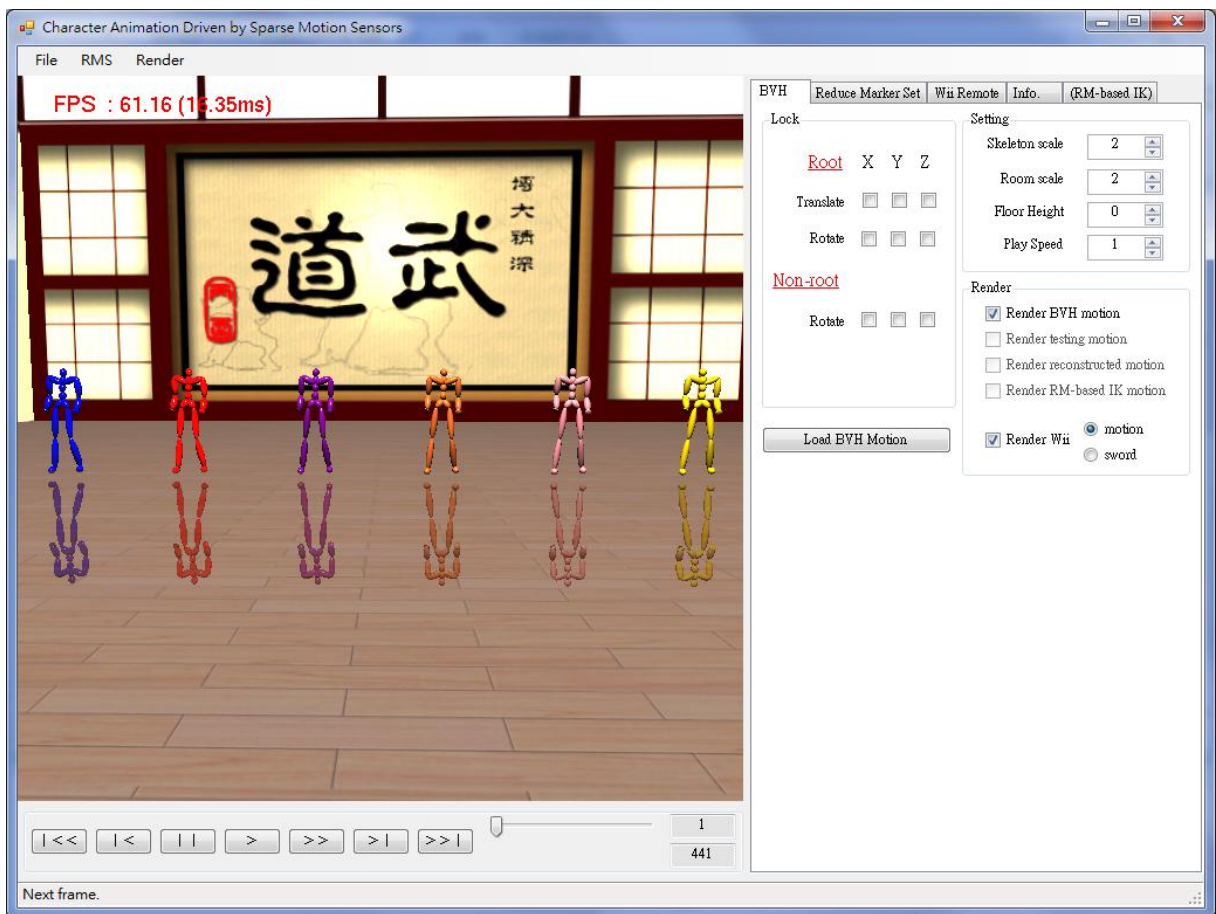 Character Animation Driven by Sparse Motion Sensors
File RMS Render
FPS : 61.16 (16.35ms)
道武
博大精深
|<< |< || > >> >| >>|
1
441
BVH Reduce Marker Set Wii Remote Info. (RM-based IK)
Lock
Root X Y Z
Translate
Rotate
Non-root
Rotate
Load BVH Motion
Setting
Skeleton scale 2
Room scale 2
Floor Height 0
Play Speed 1
Render
Render BVH motion
Render testing motion
Render reconstructed motion
Render RM-based IK motion
Render Wii motion
sword
Next frame.